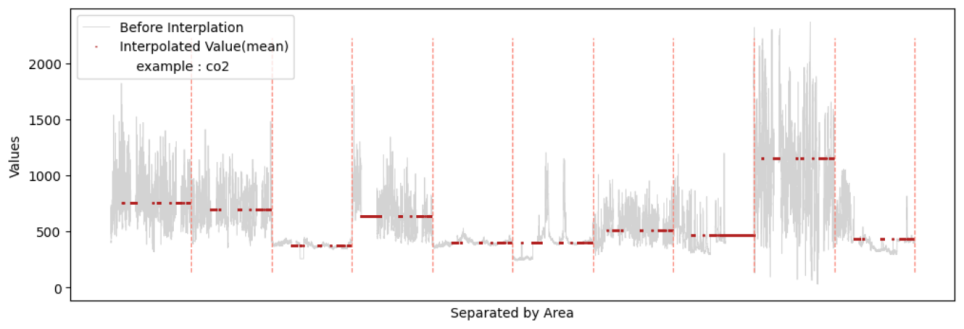 Before Interplation
Interpolated Value(mean)
example : co2
2000
1500
1000
500
0
Values
Separated by Area